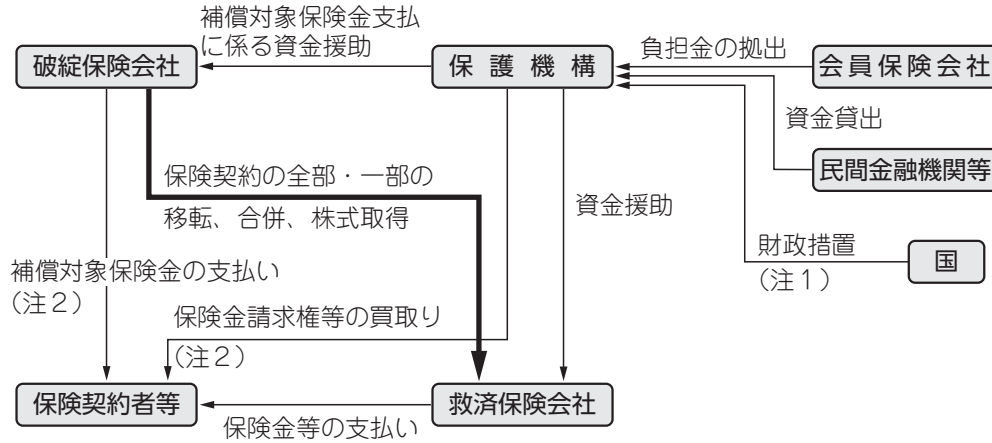 補償対象保険金支払
に係る資金援助
破綻保険会社
保護機構
負担金の拠出
会員保険会社
資金貸出
民間金融機関等
保険契約の全部・一部の
移転、合併、株式取得
資金援助
財政措置
(注1)
国
補償対象保険金の支払い
(注2)
保険金請求権等の買取り
(注2)
保険契約者等
救済保険会社
保険金等の支払い